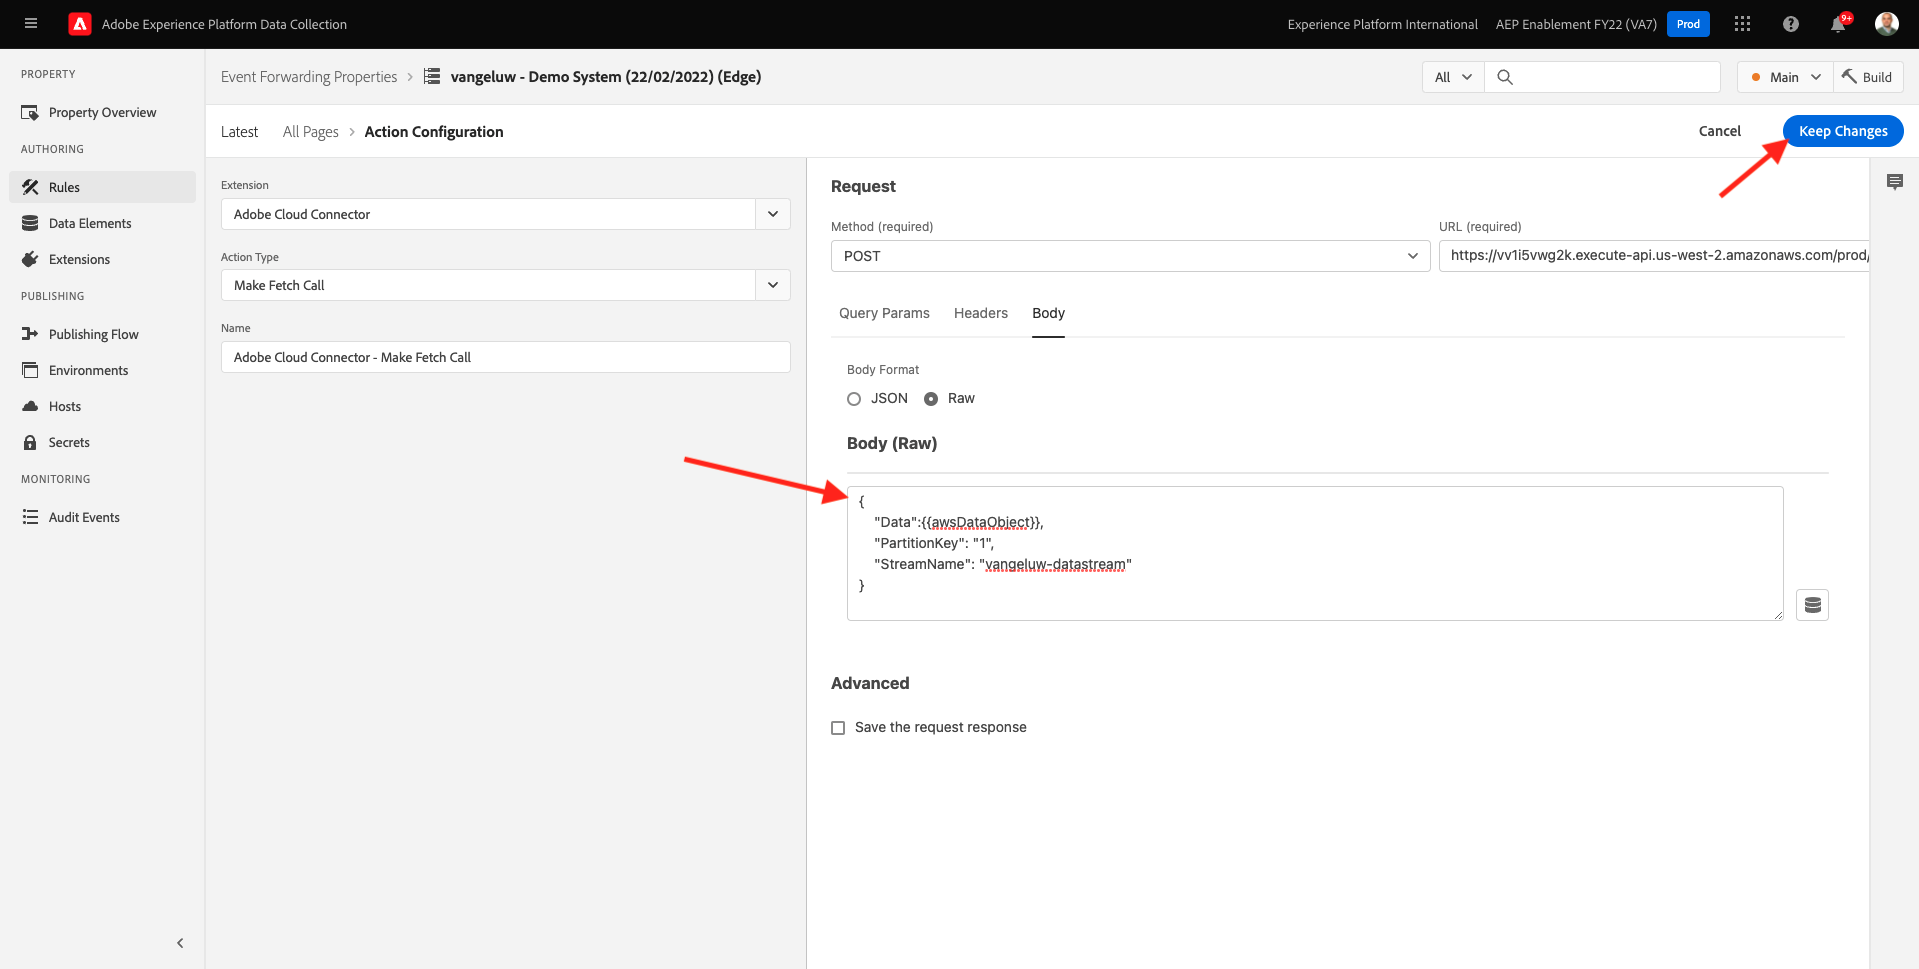 Adobe Experience Platform Data Collection
Experience Platform International
AEP Enablement FY22 (VA7)
Prod
9+
PROPERTY
Property Overview
AUTHORING
Rules
Data Elements
Extensions
PUBLISHING
Publishing Flow
Environments
Hosts
Secrets
MONITORING
Audit Events
Event Forwarding Properties
vangeluw - Demo System (22/02/2022) (Edge)
All
Main
Build
Latest
All Pages
Action Configuration
Cancel
Keep Changes
Extension
Adobe Cloud Connector
Action Type
Make Fetch Call
Name
Adobe Cloud Connector - Make Fetch Call
Request
Method (required)
POST
URL (required)
https://vv1i5vwg2k.execute-api.us-west-2.amazonaws.com/prod/
Query Params
Headers
Body
Body Format
JSON
Raw
Body (Raw)
{
"Data":{{awsDataObject}},
"PartitionKey": "1",
"StreamName": "vangeluw-datastream"
}
Advanced
Save the request response